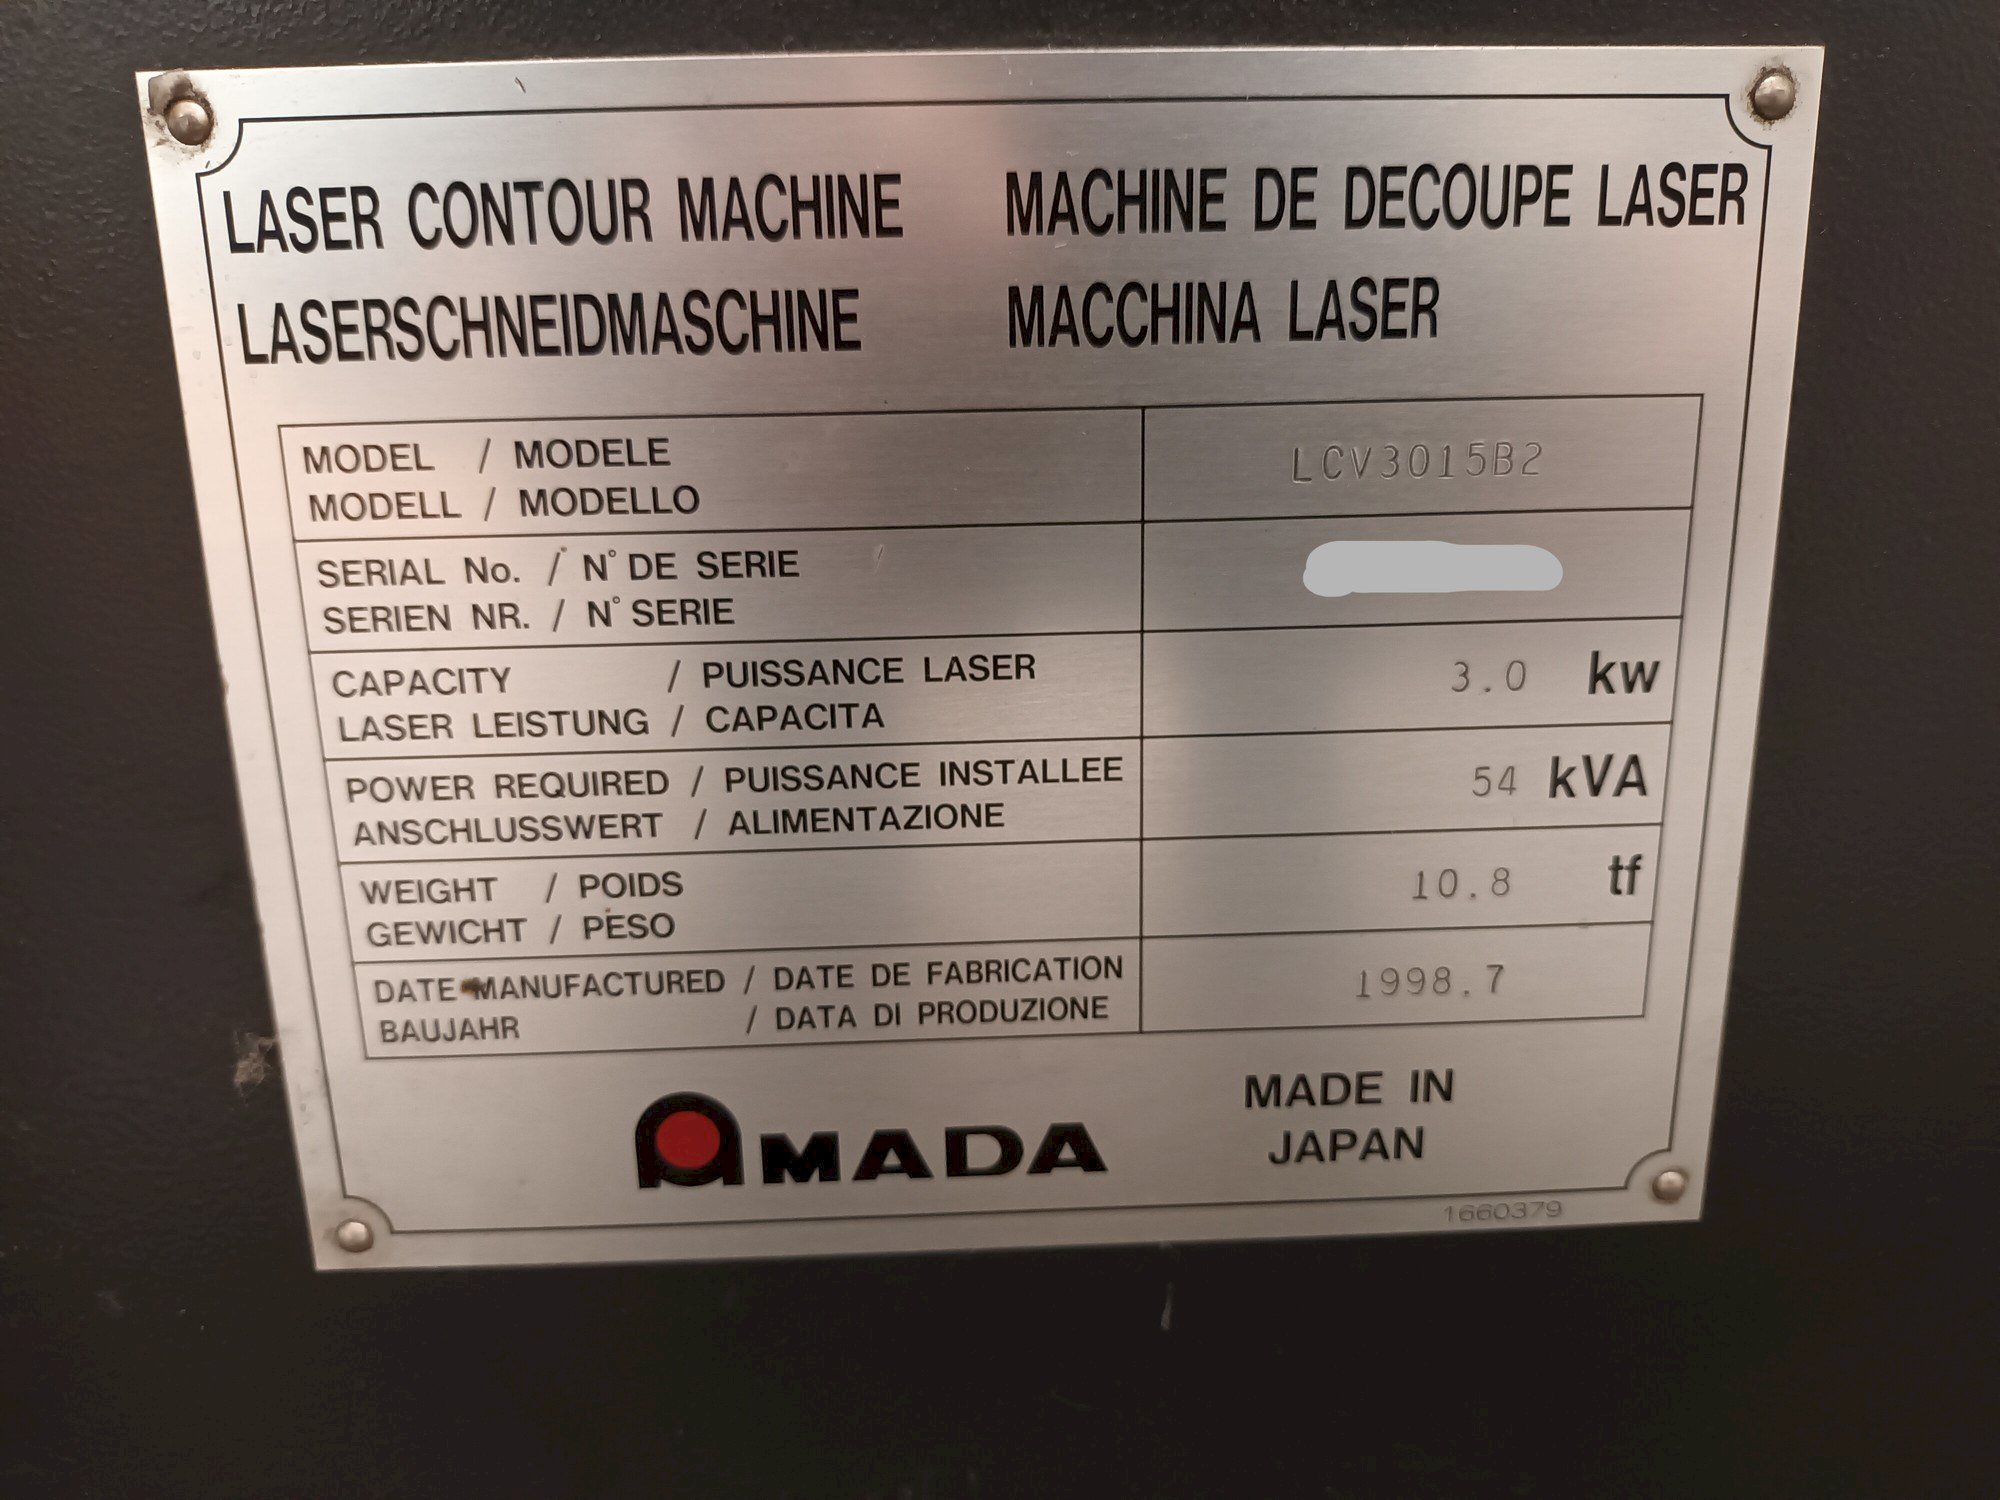 LASER CONTOUR MACHINE MACHINE DE DECOUPE LASER
LASERSCHNEIDMASCHINE MACCHINA LASER
MODEL / MODELE
MODELL / MODELLO
LCV3015B2
SERIAL No. / N° DE SERIE
SERIEN NR. / N° SERIE
CAPACITY / PUISSANCE LASER
LASER LEISTUNG / CAPACITA
3.0 kw
POWER REQUIRED / PUISSANCE INSTALLEE
ANSCHLUSSWERT / ALIMENTAZIONE
54 kVA
WEIGHT / POIDS
GEWICHT / PESO
10.8 tf
DATE MANUFACTURED / DATE DE FABRICATION
BAUJAHR / DATA DI PRODUZIONE
1998.7
AMADA
MADE IN
JAPAN
1660379